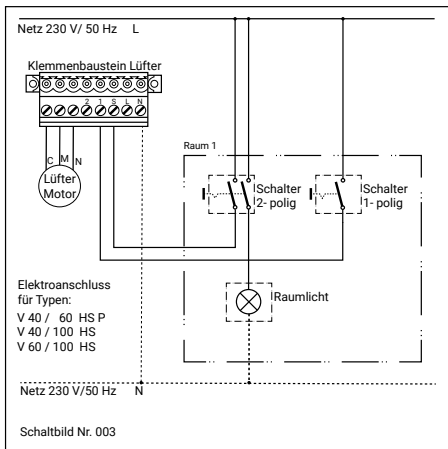 Netz 230 V/ 50 Hz L
Klemmenbaustein Lüfter
2 1 S L N
C M N
Lüfter
Motor
Raum 1
Schalter
2- polig
Schalter
1- polig
Raumlicht
Elektroanschluss
für Typen:
V 40 / 60 HS P
V 40 / 100 HS
V 60 / 100 HS
Netz 230 V/50 Hz N
Schaltbild Nr. 003